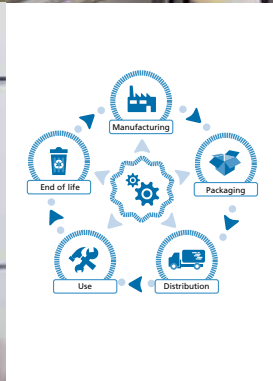 Manufacturing
End of life
Packaging
Use
Distribution